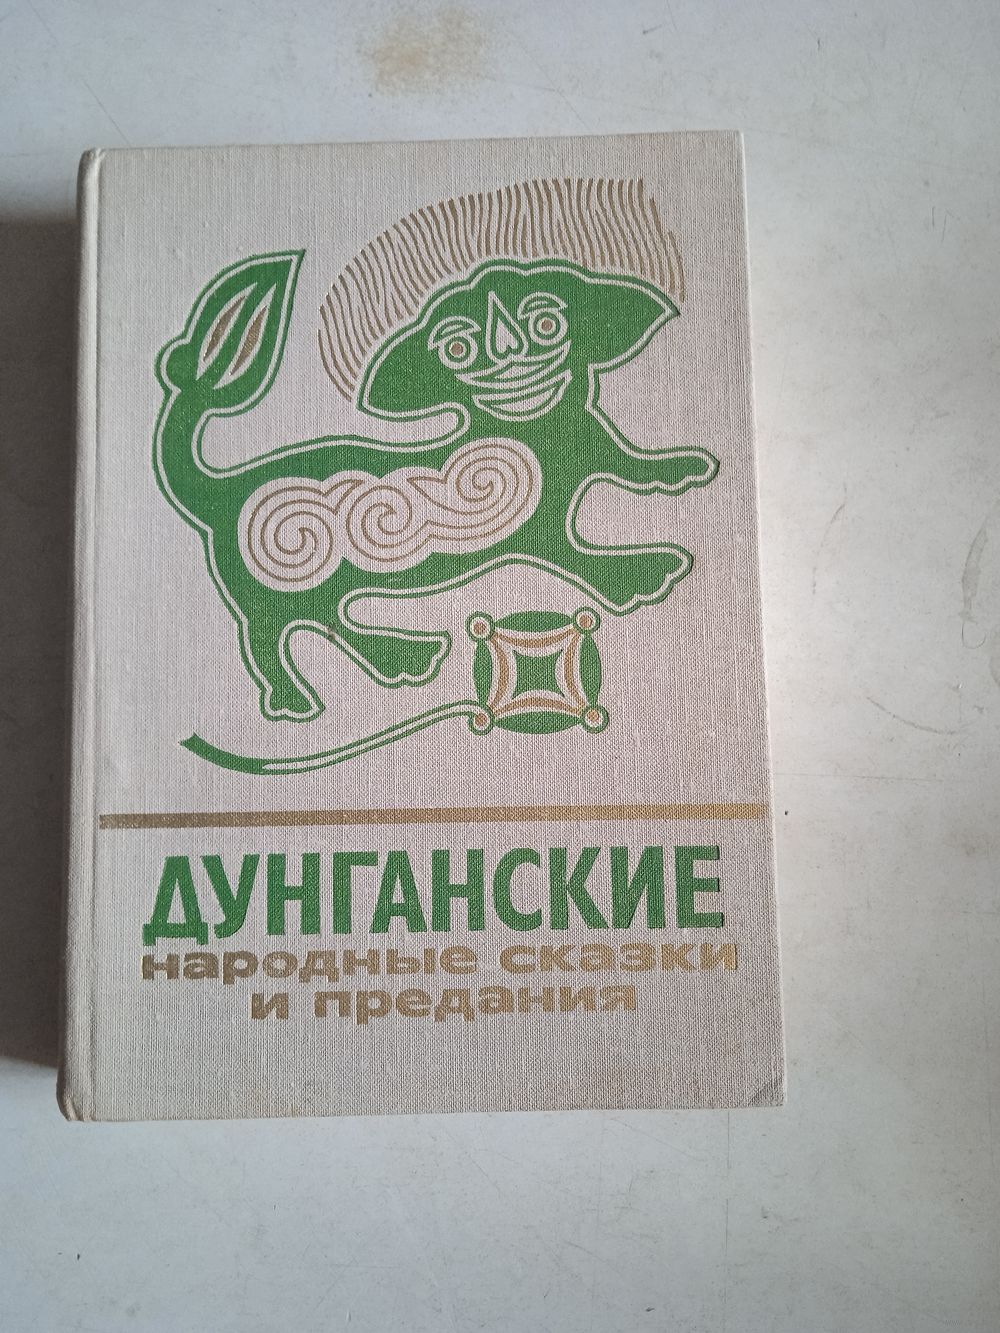 ДУНГАНСКИЕ
народные сказки
и предания